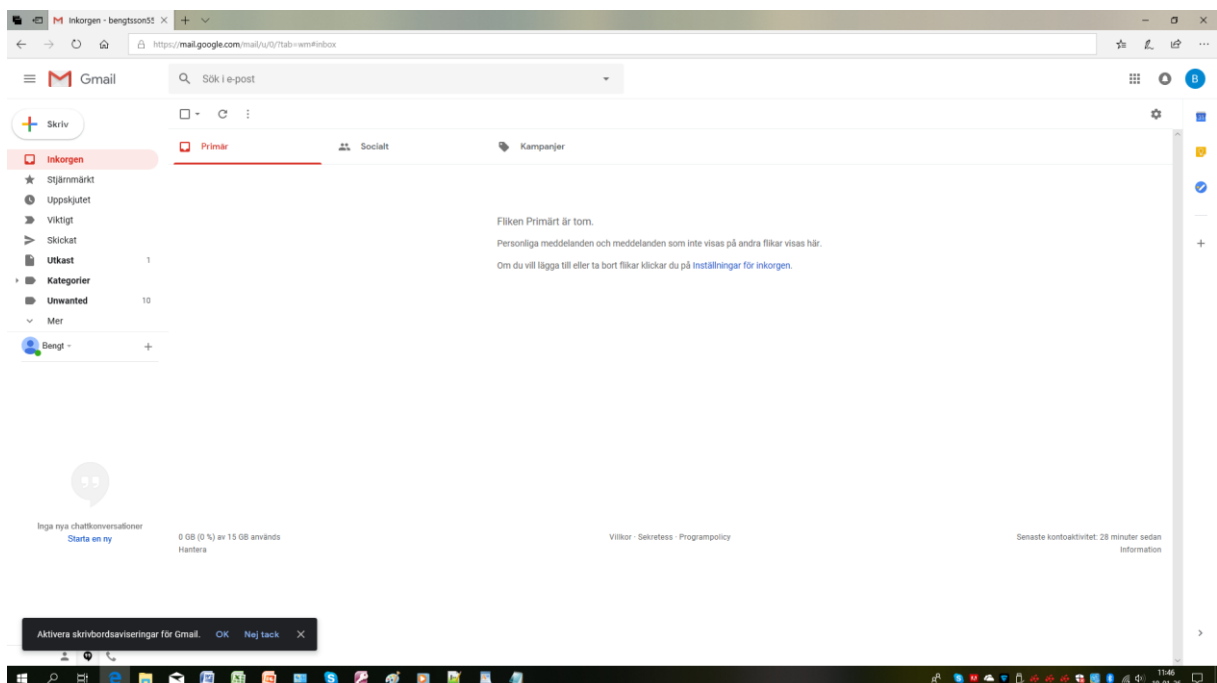 Inkorgen - bengtsson55
https://mail.google.com/mail/u/0/?tab=wm#inbox
Gmail
Sök i e-post
B
Skriv
Primär
Socialt
Kampanjer
Inkorgen
Stjärnmärkt
Uppskjutet
Viktigt
Skickat
Utkast 1
Kategorier
Unwanted 10
Mer
Bengt
Fliken Primärt är tom.
Personliga meddelanden och meddelanden som inte visas på andra flikar visas här.
Om du vill lägga till eller ta bort flikar klickar du på Inställningar för inkorgen.
Inga nya chattkonversationer
Starta en ny
0 GB (0 %) av 15 GB används
Hantera
Villkor - Sekretess - Programpolicy
Senaste kontoaktivitet: 28 minuter sedan
Information
Aktivera skrivbordsaviseringar för Gmail. OK Nej tack
11:46